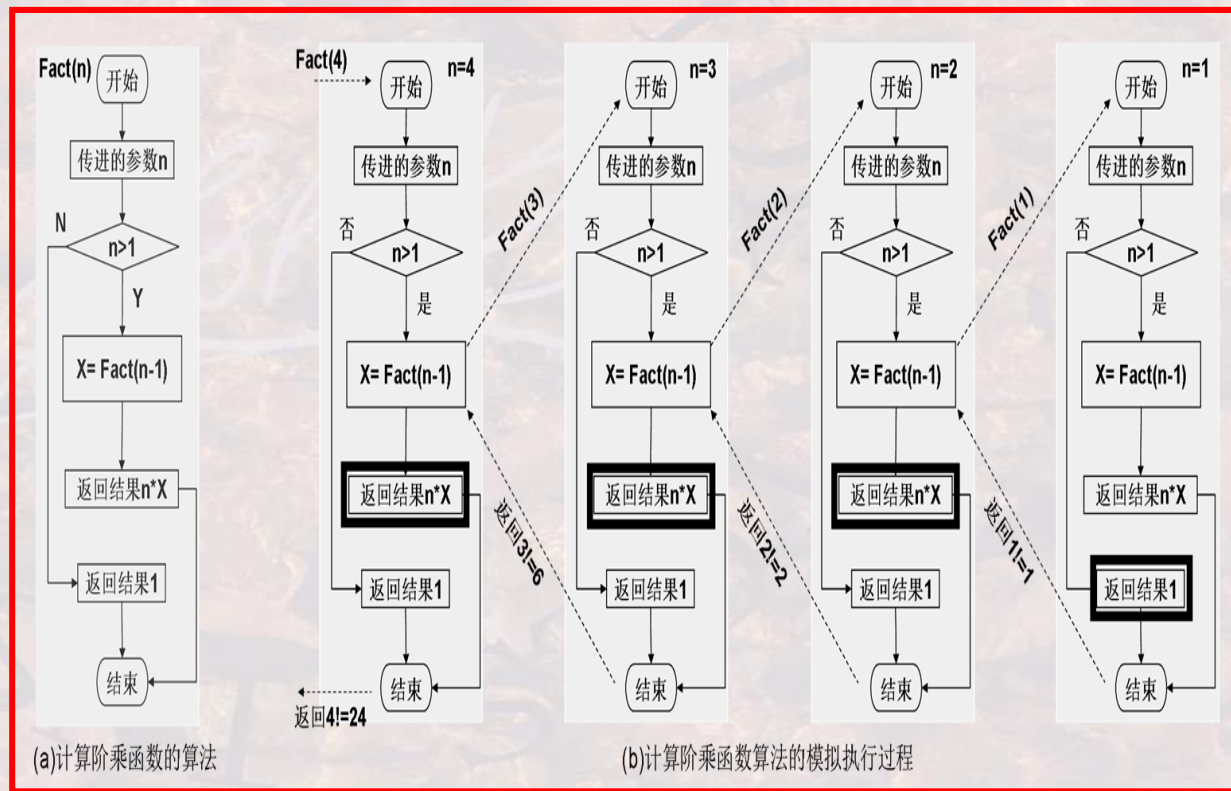 Fact(n)
开始
传进的参数n
N
n>1
Y
X= Fact(n-1)
返回结果n*X
返回结果1
结束
(a)计算阶乘函数的算法
Fact(4)
n=4
开始
传进的参数n
否
n>1
是
X= Fact(n-1)
返回结果n*X
返回结果1
结束
返回4!=24
Fact(3)
返回3!=6
n=3
开始
传进的参数n
否
n>1
是
X= Fact(n-1)
返回结果n*X
返回结果1
结束
Fact(2)
返回2!=2
n=2
开始
传进的参数n
否
n>1
是
X= Fact(n-1)
返回结果n*X
返回结果1
结束
Fact(1)
返回1!=1
n=1
开始
传进的参数n
否
n>1
是
X= Fact(n-1)
返回结果n*X
返回结果1
结束
(b)计算阶乘函数算法的模拟执行过程